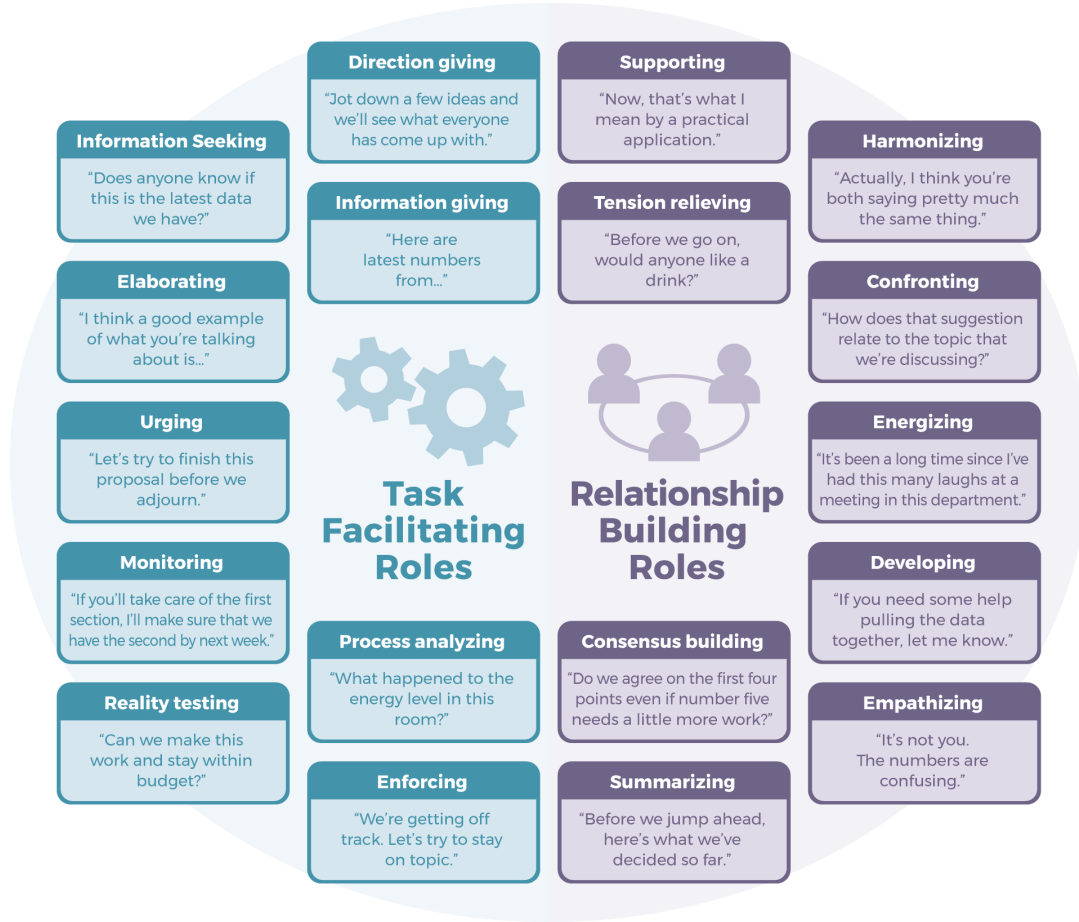 Direction giving
“Jot down a few ideas and
we’ll see what everyone
has come up with.”
Information Seeking
“Does anyone know if
this is the latest data
we have?”
Information giving
“Here are
latest numbers
from...”
Elaborating
“I think a good example
of what you’re talking
about is...”
Urging
“Let’s try to finish this
proposal before we
adjourn.”
Monitoring
“If you’ll take care of the first
section, I’ll make sure that we
have the second by next week.”
Reality testing
“Can we make this
work and stay within
budget?”
Task
Facilitating
Roles
Process analyzing
“What happened to the
energy level in this
room?”
Enforcing
“We’re getting off
track. Let’s try to stay
on topic.”
Supporting
“Now, that’s what I
mean by a practical
application.”
Tension relieving
“Before we go on,
would anyone like a
drink?”
Relationship
Building
Roles
Consensus building
“Do we agree on the first four
points even if number five
needs a little more work?”
Summarizing
“Before we jump ahead,
here’s what we’ve
decided so far.”
Harmonizing
“Actually, I think you’re
both saying pretty much
the same thing.”
Confronting
“How does that suggestion
relate to the topic that
we’re discussing?”
Energizing
“It’s been a long time since I’ve
had this many laughs at a
meeting in this department.”
Developing
“If you need some help
pulling the data
together, let me know.”
Empathizing
“It’s not you.
The numbers are
confusing.”